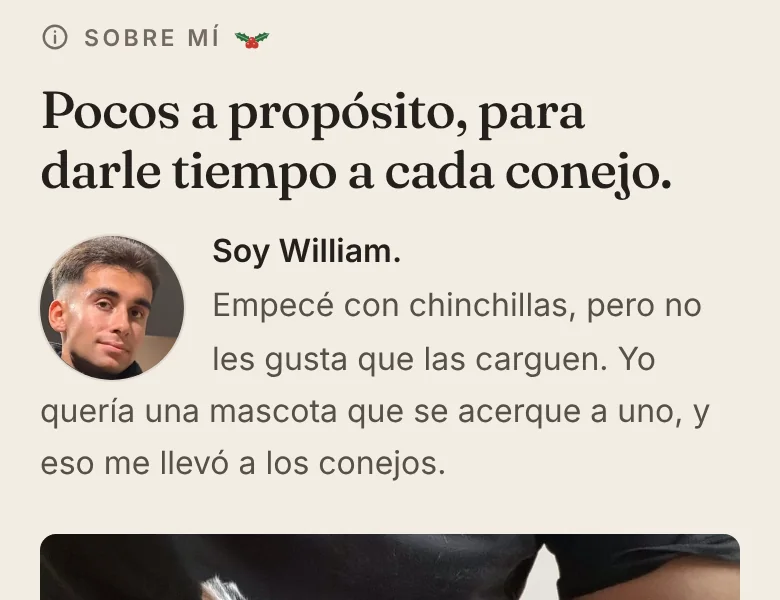 SOBRE MÍ
Pocos a propósito, para
darle tiempo a cada conejo.
Soy William.
Empecé con chinchillas, pero no
les gusta que las carguen. Yo
quería una mascota que se acerque a uno, y
eso me llevó a los conejos.